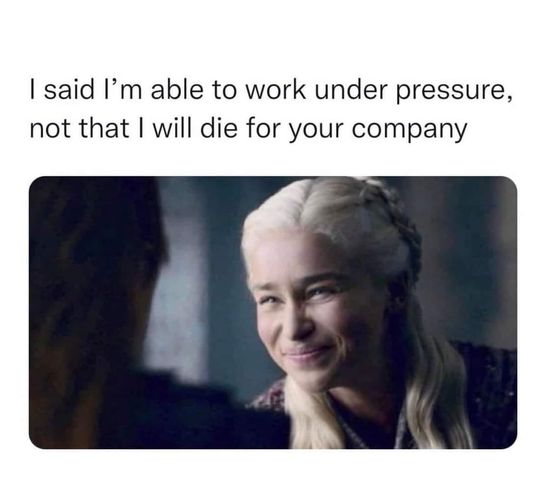 I said I’m able to work under pressure,
not that I will die for your company